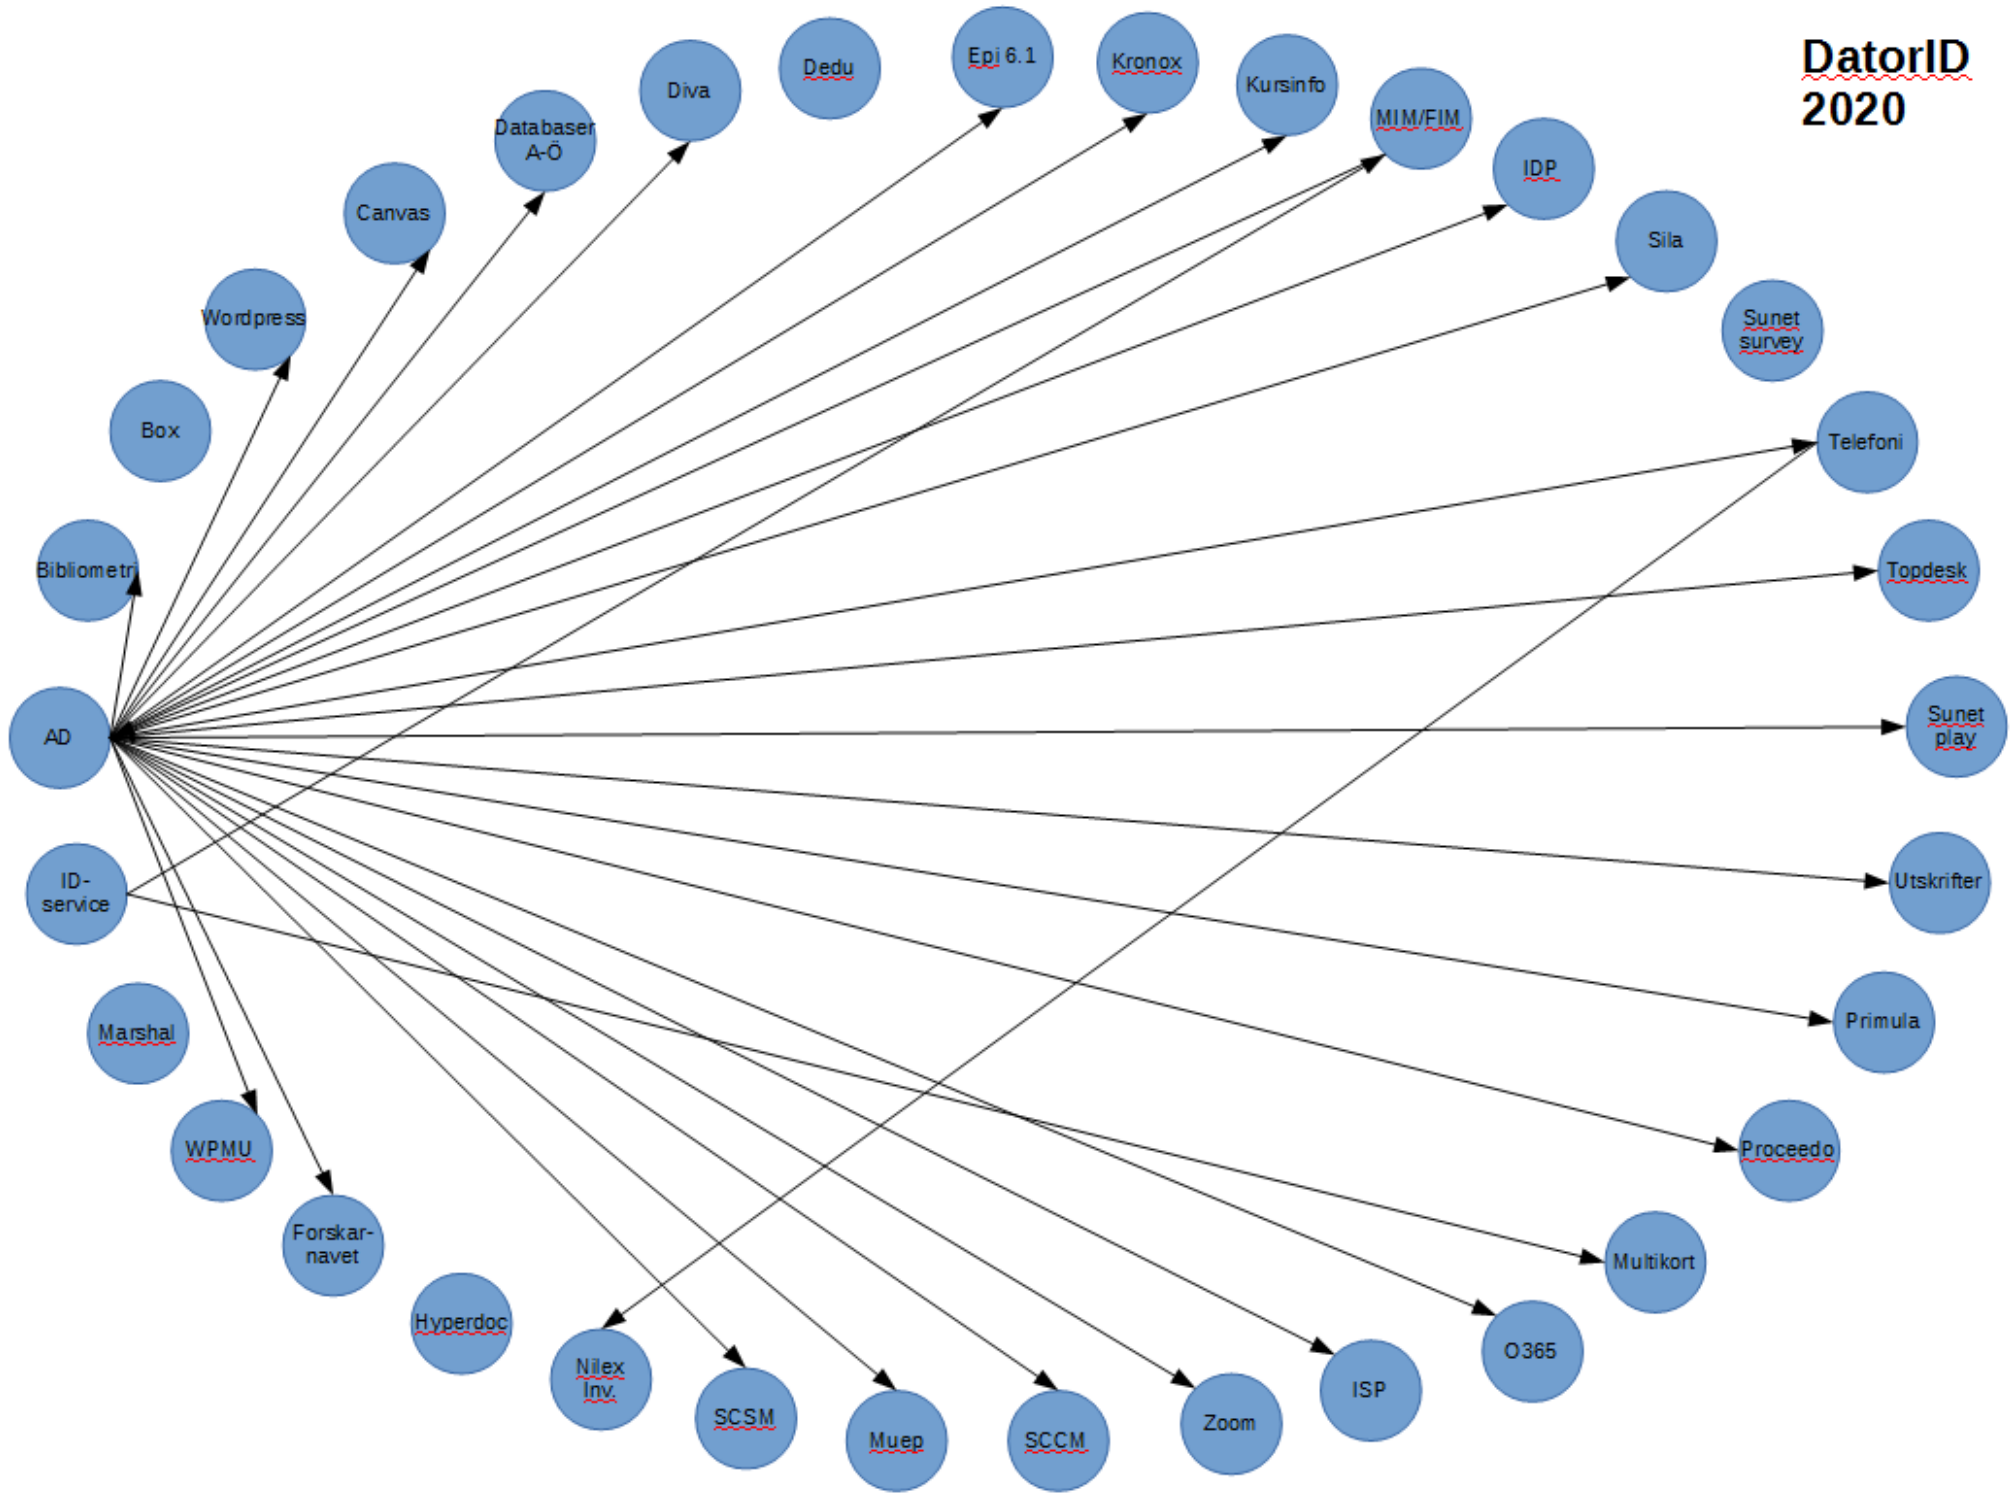 DatorID
2020
Epi 6.1
Kronox
Dedu
Kursinfo
Diva
MIM/FIM
Databaser
A-Ö
IDP
Canvas
Sila
Wordpress
Sunet
survey
Box
Telefoni
Bibliometri
Topdesk
AD
Sunet
play
ID-
service
Utskrifter
Marshal
Primula
WPMU
Proceedo
Forskar-
navet
Multikort
Hyperdoc
O365
Nilex
Inv.
ISP
SCSM
Zoom
Muep
SCCM